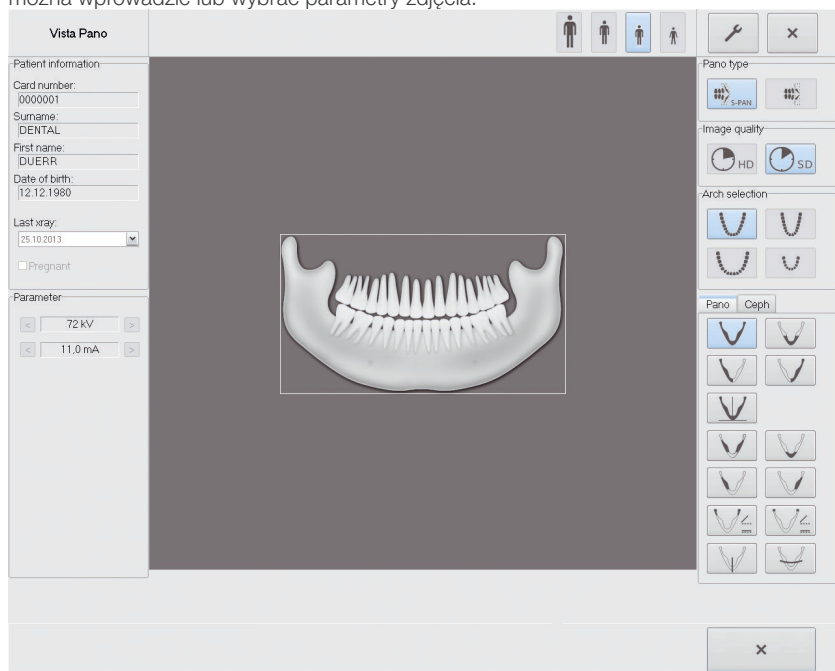 można wprowadzić lub wybrać parametry zdjęcia.
Vista Pano
Patient information
Card number:
0000001
Surname:
DENTAL
First name:
DUERR
Date of birth:
12.12.1980
Last xray:
25.10.2013
Pregnant
Parameter
< 72 kV >
< 11,0 mA >
Pano type
S-PAN
Image quality
HD
SD
Arch selection
Pano Ceph